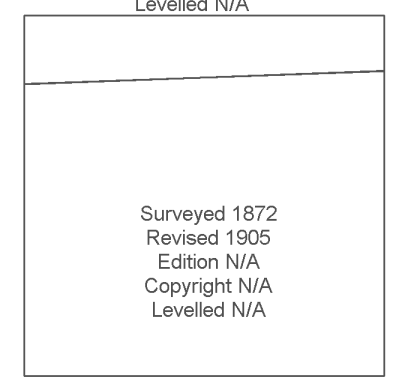 Levelled N/A
Surveyed 1872
Revised 1905
Edition N/A
Copyright N/A
Levelled N/A